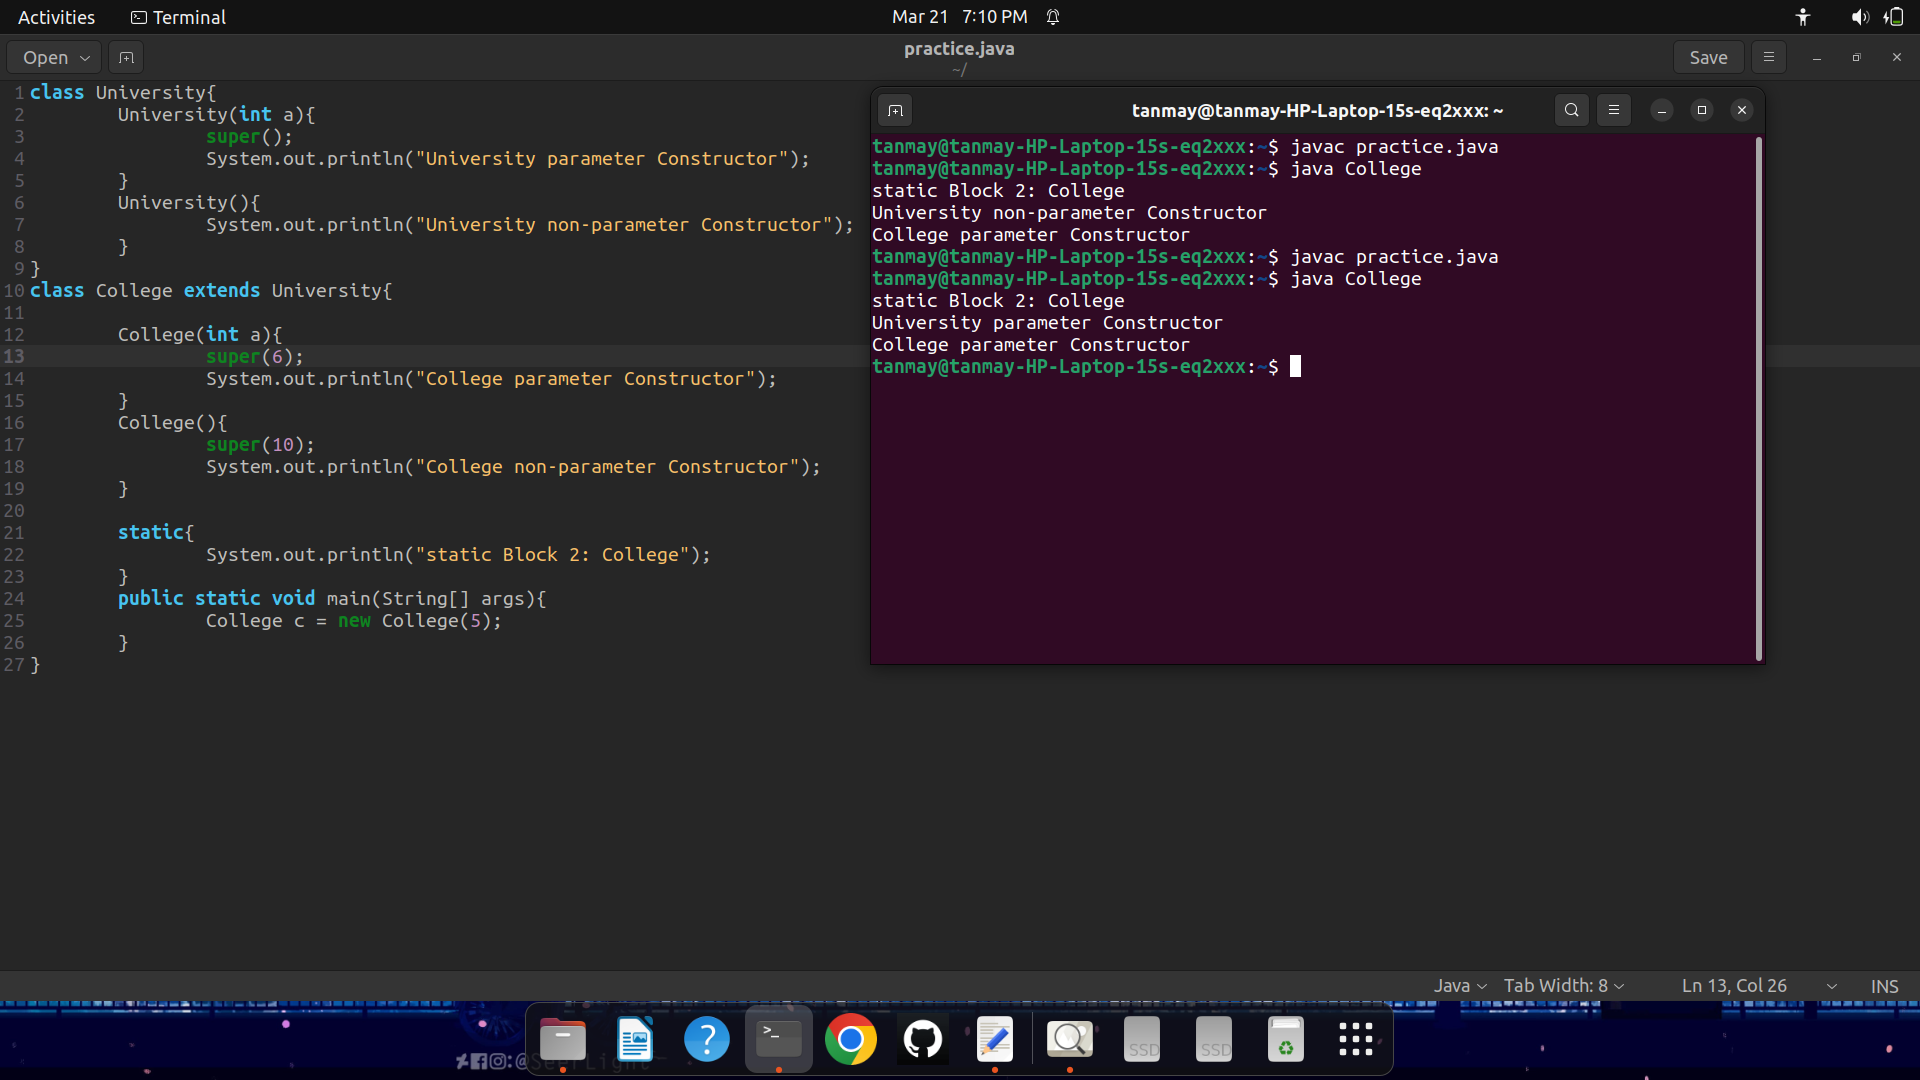 Activities Terminal Mar 21 7:10 PM
Open practice.java Save
~/
1 class University{
2 University(int a){
3 super();
4 System.out.println("University parameter Constructor");
5 }
6 University(){
7 System.out.println("University non-parameter Constructor");
8 }
9 }
10 class College extends University{
11
12 College(int a){
13 super(6);
14 System.out.println("College parameter Constructor");
15 }
16 College(){
17 super(10);
18 System.out.println("College non-parameter Constructor");
19 }
20
21 static{
22 System.out.println("static Block 2: College");
23 }
24 public static void main(String[] args){
25 College c = new College(5);
26 }
27 }
tanmay@tanmay-HP-Laptop-15s-eq2xxx: ~
tanmay@tanmay-HP-Laptop-15s-eq2xxx:~$ javac practice.java
tanmay@tanmay-HP-Laptop-15s-eq2xxx:~$ java College
static Block 2: College
University non-parameter Constructor
College parameter Constructor
tanmay@tanmay-HP-Laptop-15s-eq2xxx:~$ javac practice.java
tanmay@tanmay-HP-Laptop-15s-eq2xxx:~$ java College
static Block 2: College
University parameter Constructor
College parameter Constructor
tanmay@tanmay-HP-Laptop-15s-eq2xxx:~$
Java Tab Width: 8 Ln 13, Col 26 INS
SSD SSD